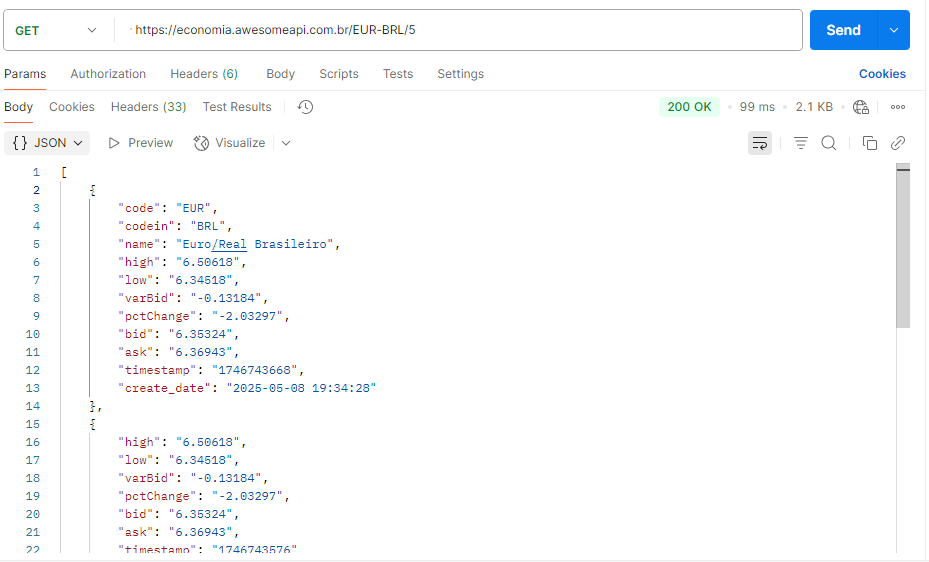 GET https://economia.awesomeapi.com.br/EUR-BRL/5 Send
Params Authorization Headers (6) Body Scripts Tests Settings Cookies
Body Cookies Headers (33) Test Results 200 OK • 99 ms • 2.1 KB
{} JSON Preview Visualize
1 [
2 {
3 "code": "EUR",
4 "codein": "BRL",
5 "name": "Euro/Real Brasileiro",
6 "high": "6.50618",
7 "low": "6.34518",
8 "varBid": "-0.13184",
9 "pctChange": "-2.03297",
10 "bid": "6.35324",
11 "ask": "6.36943",
12 "timestamp": "1746743668",
13 "create_date": "2025-05-08 19:34:28"
14 },
15 {
16 "high": "6.50618",
17 "low": "6.34518",
18 "varBid": "-0.13184",
19 "pctChange": "-2.03297",
20 "bid": "6.35324",
21 "ask": "6.36943",
22 "timestamp": "1746743576"